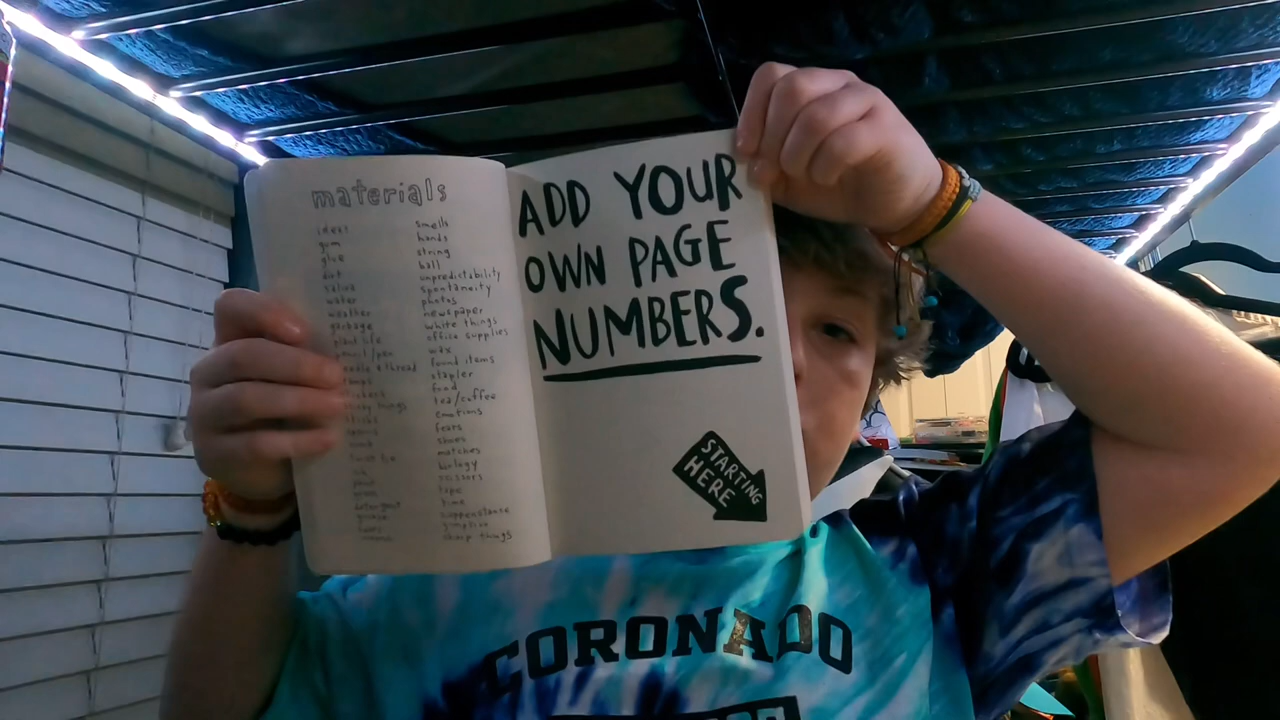 materials
ideas
gum
glue
dirt
saliva
water
weather
garbage
plant life
pencil/pen
needle & thread
smells
hands
string
ball
unpredictability
spontaneity
photos
newspaper
white things
office supplies
wax
found items
stapler
food
tea/coffee
emotions
fears
shoes
matches
biology
scissors
tape
time
happenstance
gumption
sharp things
ADD YOUR
OWN PAGE
NUMBERS.
STARTING
HERE
CORONADO